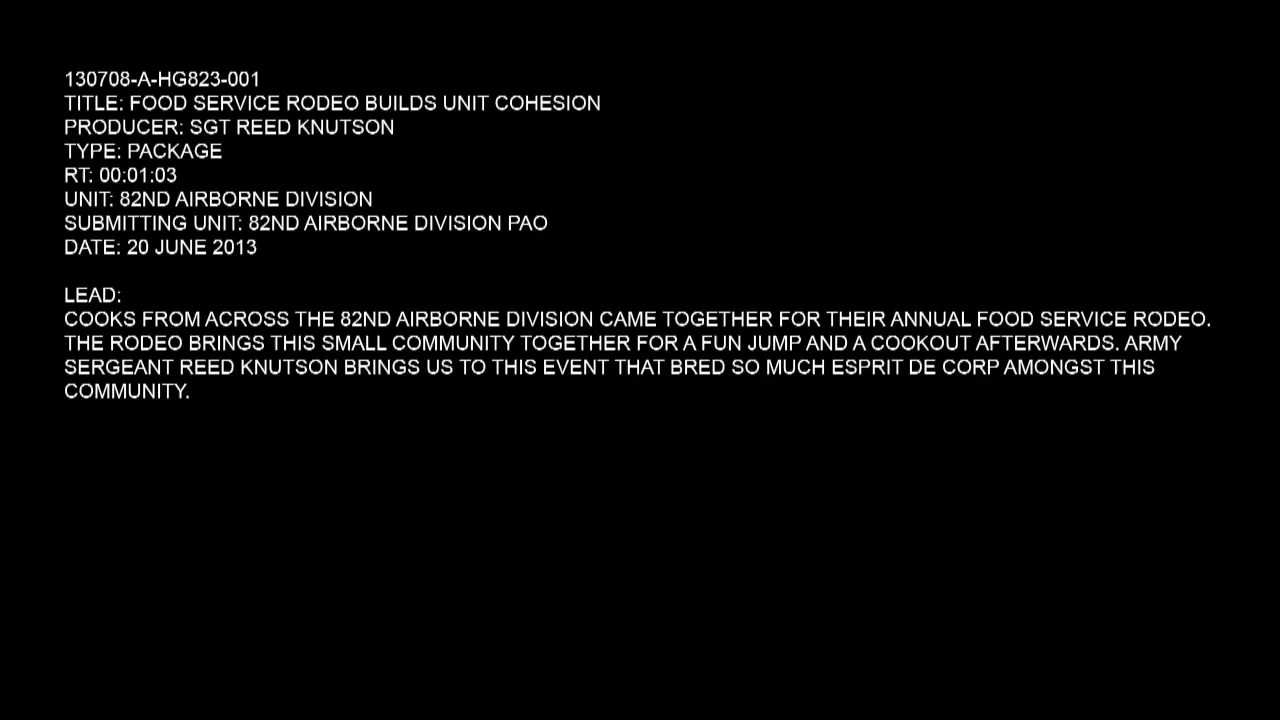 130708-A-HG823-001
TITLE: FOOD SERVICE RODEO BUILDS UNIT COHESION
PRODUCER: SGT REED KNUTSON
TYPE: PACKAGE
RT: 00:01:03
UNIT: 82ND AIRBORNE DIVISION
SUBMITTING UNIT: 82ND AIRBORNE DIVISION PAO
DATE: 20 JUNE 2013
LEAD:
COOKS FROM ACROSS THE 82ND AIRBORNE DIVISION CAME TOGETHER FOR THEIR ANNUAL FOOD SERVICE RODEO.
THE RODEO BRINGS THIS SMALL COMMUNITY TOGETHER FOR A FUN JUMP AND A COOKOUT AFTERWARDS. ARMY
SERGEANT REED KNUTSON BRINGS US TO THIS EVENT THAT BRED SO MUCH ESPRIT DE CORP AMONGST THIS
COMMUNITY.